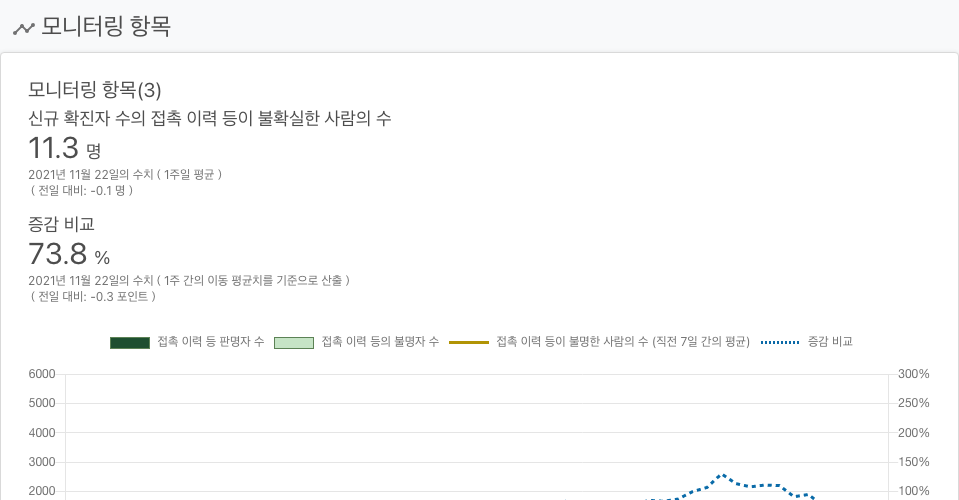 모니터링 항목
모니터링 항목(3)
신규 확진자 수의 접촉 이력 등이 불확실한 사람의 수
11.3 명
2021년 11월 22일의 수치 ( 1주일 평균 )
( 전일 대비: -0.1 명 )
증감 비교
73.8 %
2021년 11월 22일의 수치 ( 1주 간의 이동 평균치를 기준으로 산출 )
( 전일 대비: -0.3 포인트 )
접촉 이력 등 판명자 수 접촉 이력 등의 불명자 수 접촉 이력 등이 불명한 사람의 수 (직전 7일 간의 평균) 증감 비교
6000 300%
5000 250%
4000 200%
3000 150%
2000 100%